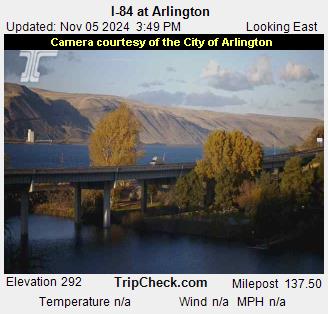 I-84 at Arlington
Updated: Nov 05 2024 3:49 PM Looking East
Camera courtesy of the City of Arlington
Elevation 292 TripCheck.com Milepost 137.50
Temperature n/a Wind n/a MPH n/a